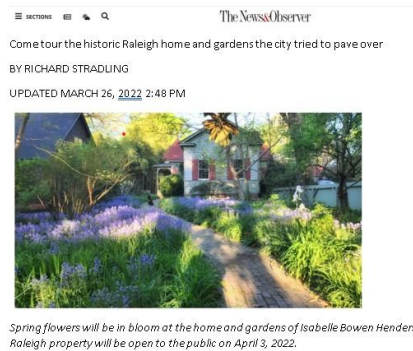 SECTIONS
The News&Observer
Come tour the historic Raleigh home and gardens the city tried to pave over
BY RICHARD STRADLING
UPDATED MARCH 26, 2022 2:48 PM
Spring flowers will be in bloom at the home and gardens of Isabelle Bowen Hender
Raleigh property will be open to the public on April 3, 2022.